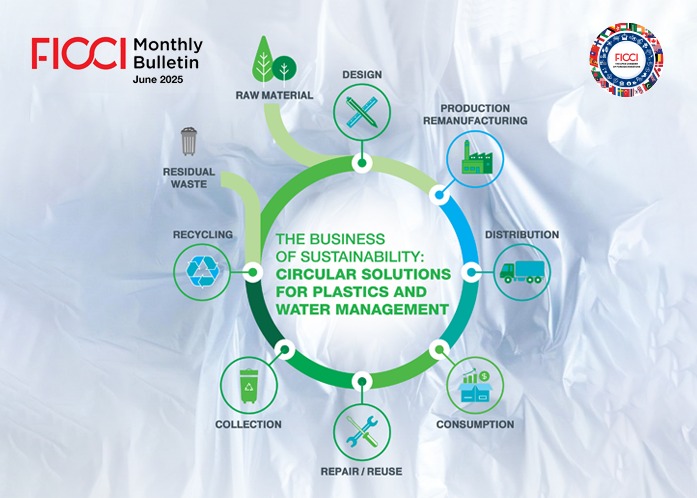 FICCI Monthly
Bulletin
June 2025
FICCI
RAW MATERIAL
DESIGN
PRODUCTION
REMANUFACTURING
RESIDUAL
WASTE
RECYCLING
DISTRIBUTION
THE BUSINESS
OF SUSTAINABILITY:
CIRCULAR SOLUTIONS
FOR PLASTICS AND
WATER MANAGEMENT
COLLECTION
CONSUMPTION
REPAIR / REUSE